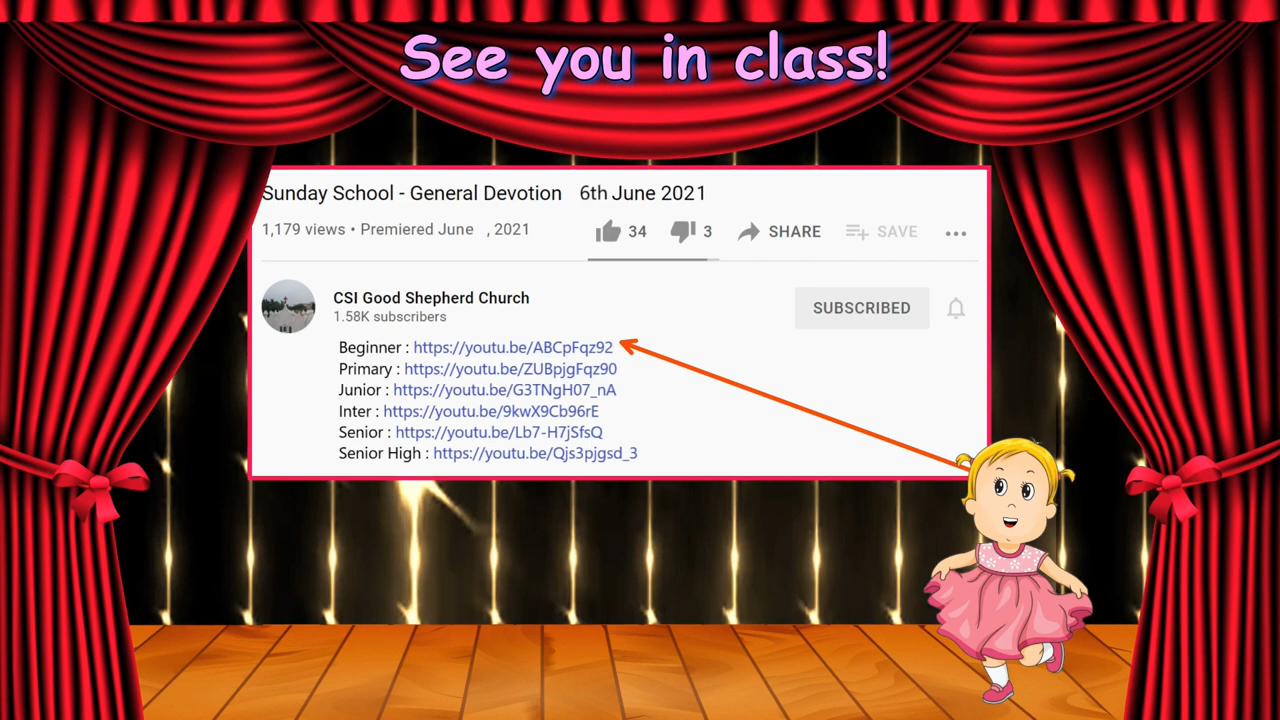 See you in class!
Sunday School - General Devotion 6th June 2021
1,179 views • Premiered June , 2021 34 3 SHARE SAVE
CSI Good Shepherd Church
1.58K subscribers
SUBSCRIBED
Beginner : https://youtu.be/ABCpFqz92
Primary : https://youtu.be/ZUBpjgFqz90
Junior : https://youtu.be/G3TNgH07_nA
Inter : https://youtu.be/9kwX9Cb96rE
Senior : https://youtu.be/Lb7-H7jSfsQ
Senior High : https://youtu.be/Qjs3pjgsd_3